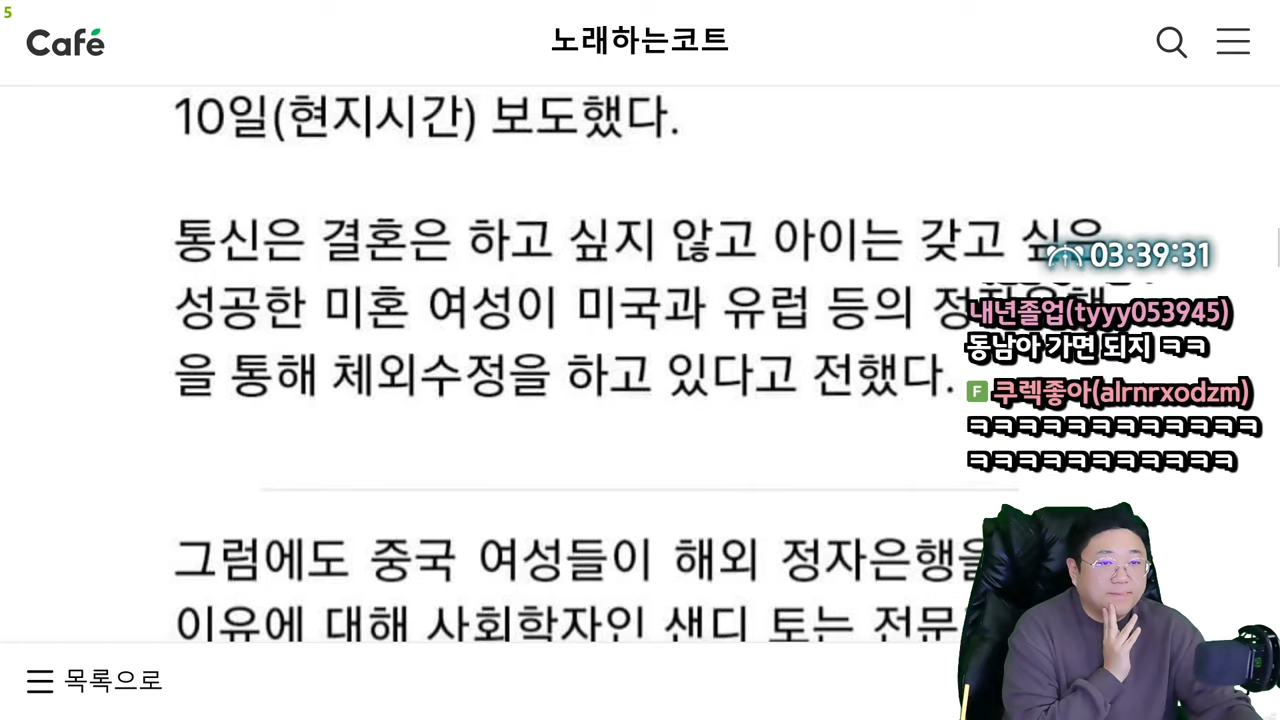 5
Café
노래하는코트
10일(현지시간) 보도했다.
통신은 결혼은 하고 싶지 않고 아이는 갖고 싶은
03:39:31
성공한 미혼 여성이 미국과 유럽 등의 정자은행
내년졸업(tyyy053945)
동남아 가면 되지 ㅋㅋ
을 통해 체외수정을 하고 있다고 전했다.
F 쿠렉좋아(alrnrxodzm)
ㅋㅋㅋㅋㅋㅋㅋㅋㅋㅋㅋㅋ
ㅋㅋㅋㅋㅋㅋㅋㅋㅋㅋㅋ
그럼에도 중국 여성들이 해외 정자은행을
이유에 대해 사회학자인 샌디 토는 전문
목록으로